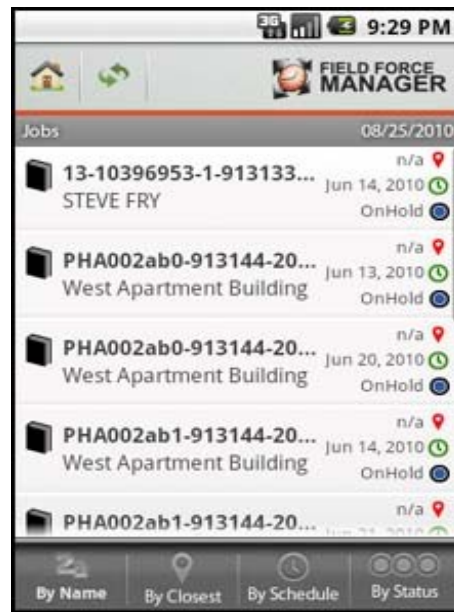 3G 9:29 PM
FIELD FORCE
MANAGER
Jobs 08/25/2010
13-10396953-1-913133... n/a
STEVE FRY Jun 14, 2010
OnHold
PHA002ab0-913144-20... n/a
West Apartment Building Jun 13, 2010
OnHold
PHA002ab0-913144-20... n/a
West Apartment Building Jun 20, 2010
OnHold
PHA002ab1-913144-20... n/a
West Apartment Building Jun 14, 2010
OnHold
PHA002ab1-913144-20... n/a
By Name By Closest By Schedule By Status